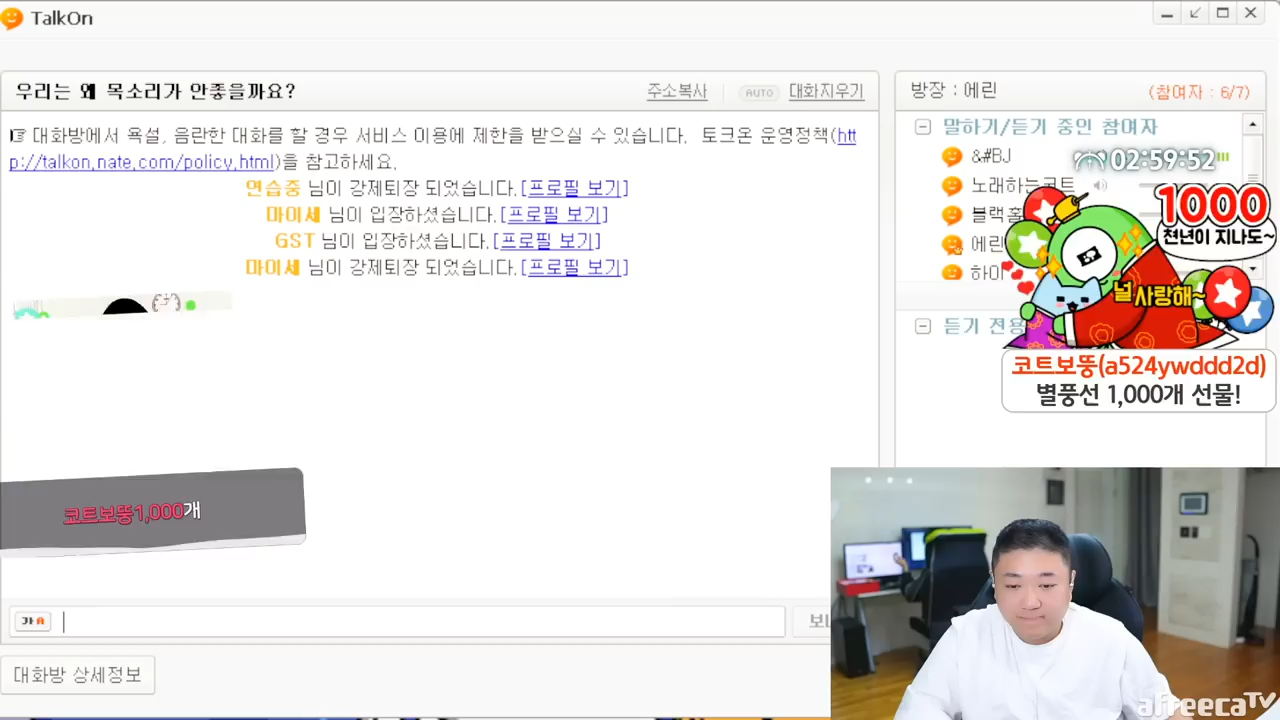 TalkOn
우리는 왜 목소리가 안좋을까요?
주소복사
AUTO
대화지우기
☞ 대화방에서 욕설, 음란한 대화를 할 경우 서비스 이용에 제한을 받으실 수 있습니다. 토크온 운영정책(htt
p://talkon.nate.com/policy.html)을 참고하세요.
연습중 님이 강제퇴장 되었습니다.[프로필 보기]
마이세 님이 입장하셨습니다.[프로필 보기]
GST 님이 입장하셨습니다.[프로필 보기]
마이세 님이 강제퇴장 되었습니다.[프로필 보기]
방장 : 에린
(참여자 : 6/7)
말하기/듣기 중인 참여자
&#BJ
02:59:52
노래하는코트
블랙홀
에린
하이
듣기 전용
1000
천년이 지나도~
널 사랑해~
코트보뚱(a524ywddd2d)
별풍선 1,000개 선물!
코트보뚱1,000개
가A
대화방 상세정보
afreecaTV